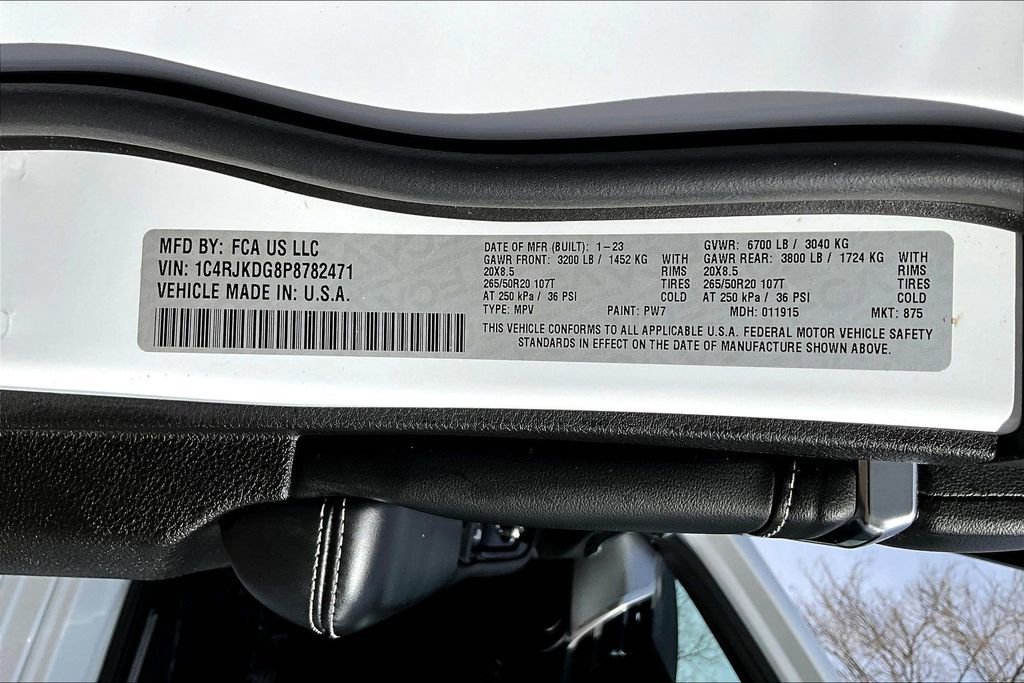 MFD BY: FCA US LLC
VIN: 1C4RJKDG8P8782471
VEHICLE MADE IN: U.S.A.
DATE OF MFR (BUILT): 1-23
GAWR FRONT: 3200 LB / 1452 KG WITH
20X8.5 RIMS
265/50R20 107T TIRES
AT 250 kPa / 36 PSI COLD
GVWR: 6700 LB / 3040 KG
GAWR REAR: 3800 LB / 1724 KG WITH
20X8.5 RIMS
265/50R20 107T TIRES
AT 250 kPa / 36 PSI COLD
TYPE: MPV PAINT: PW7 MDH: 011915 MKT: 875
THIS VEHICLE CONFORMS TO ALL APPLICABLE U.S.A. FEDERAL MOTOR VEHICLE SAFETY
STANDARDS IN EFFECT ON THE DATE OF MANUFACTURE SHOWN ABOVE.